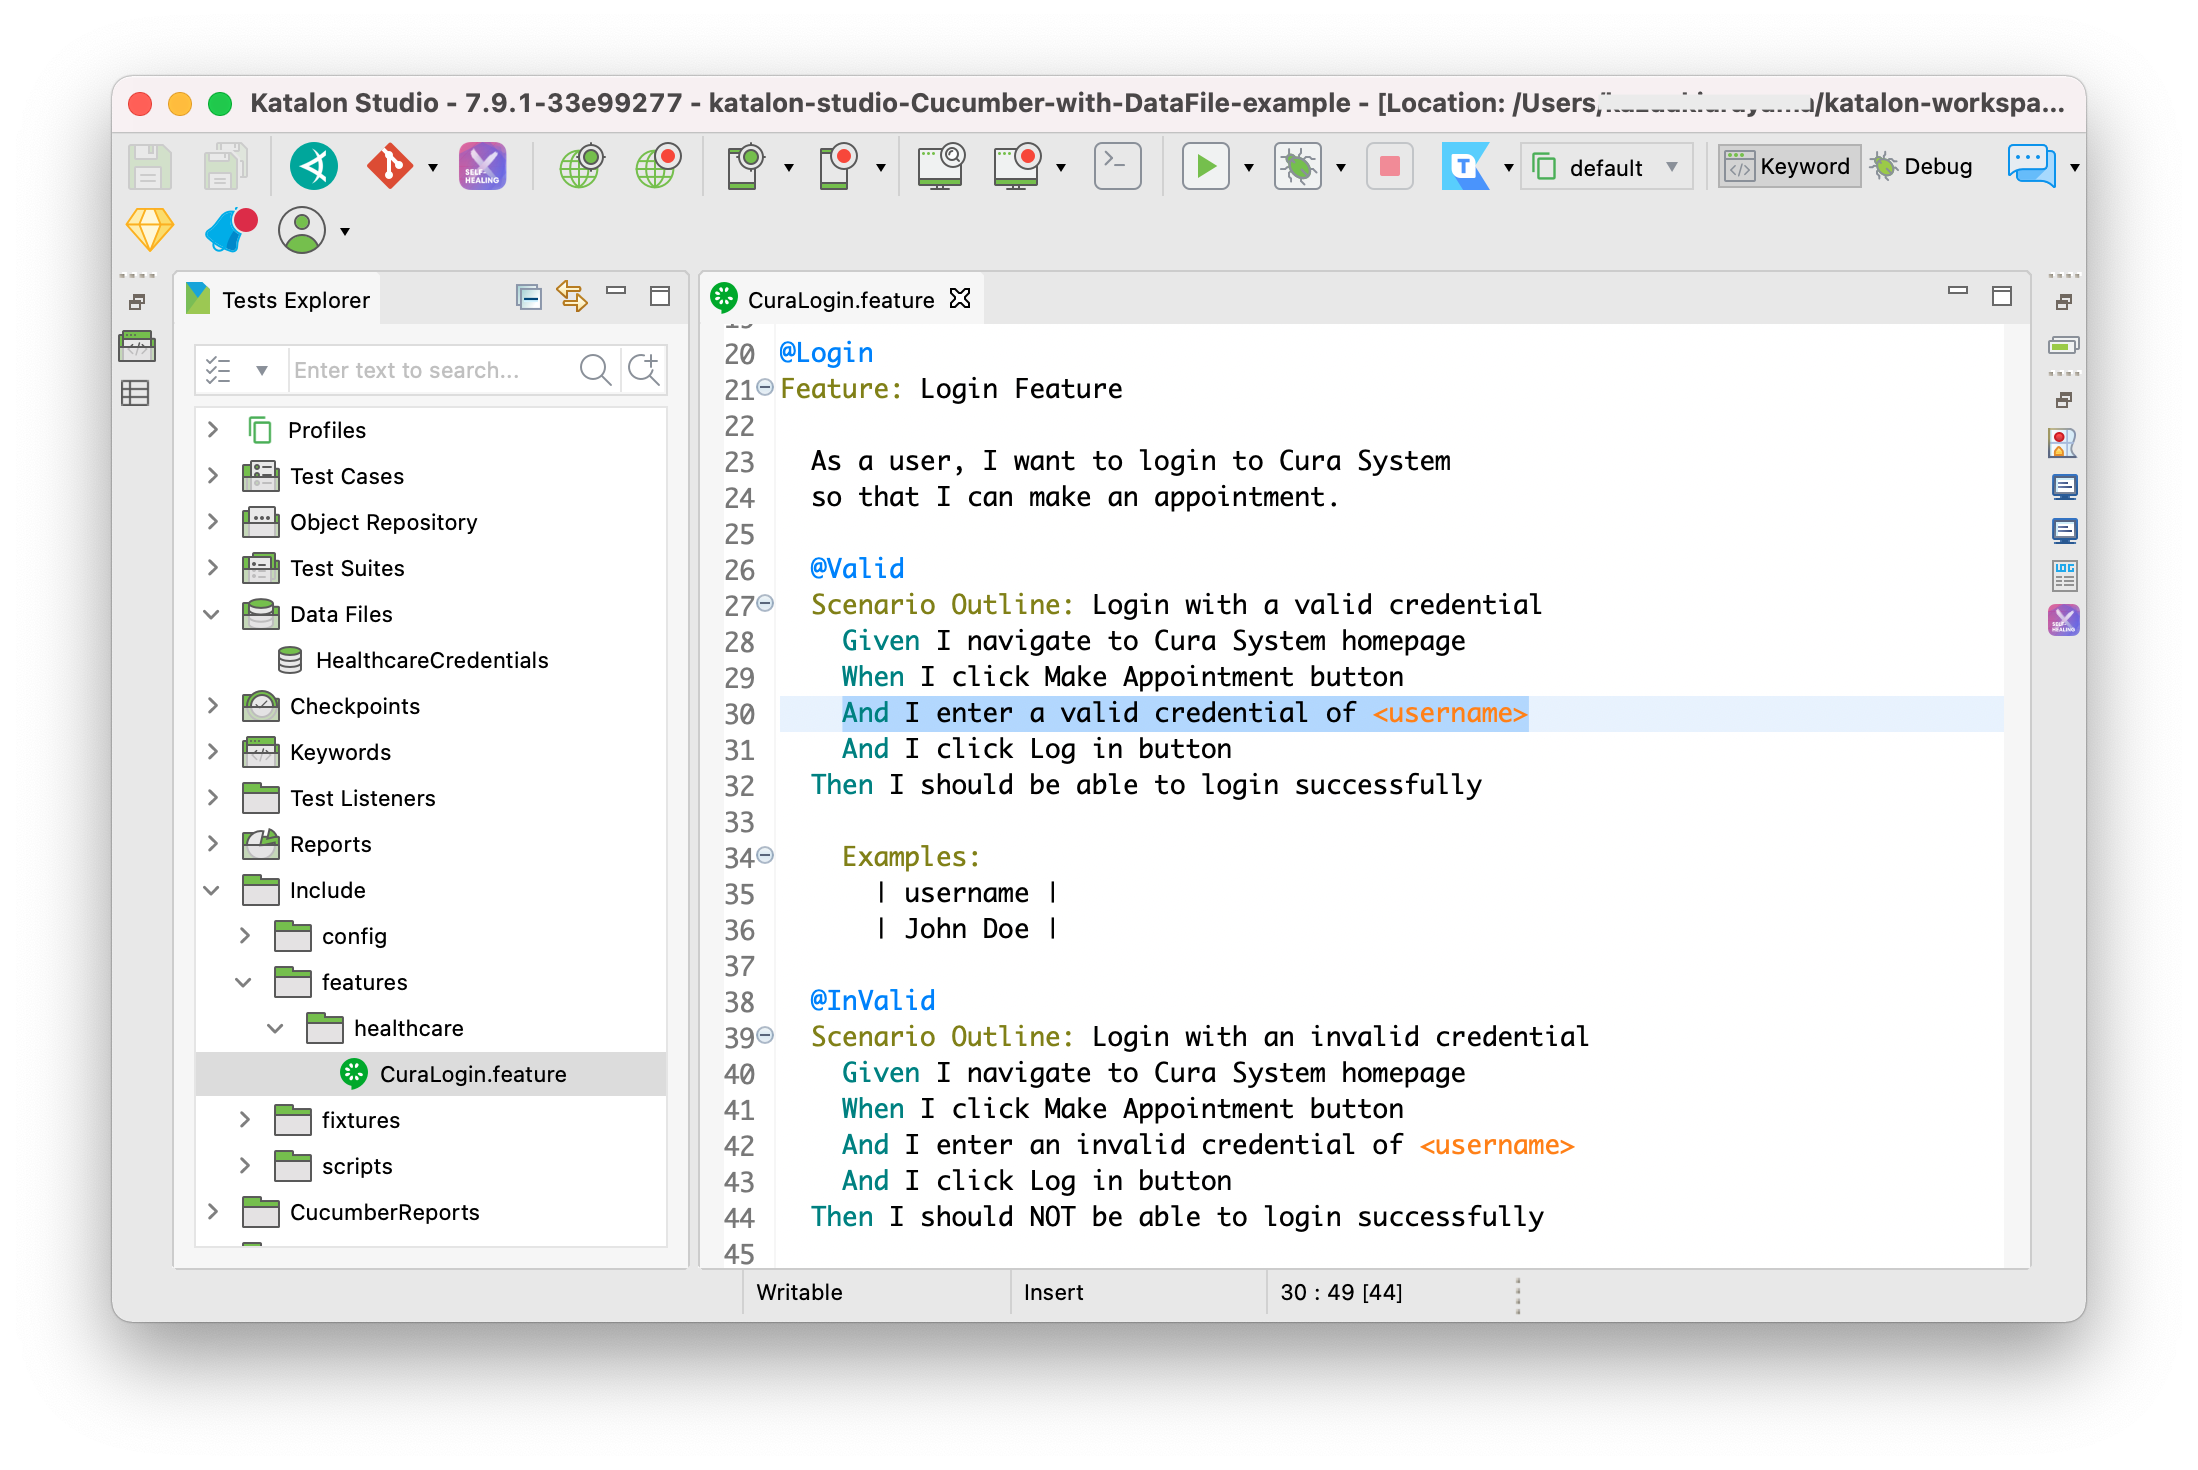 Katalon Studio - 7.9.1-33e99277 - katalon-studio-Cucumber-with-DataFile-example - [Location: /Users/ /katalon-workspa...
SELF-HEALING
T
default
Keyword
Debug
Tests Explorer
Enter text to search...
Profiles
Test Cases
Object Repository
Test Suites
Data Files
HealthcareCredentials
Checkpoints
Keywords
Test Listeners
Reports
Include
config
features
healthcare
CuraLogin.feature
fixtures
scripts
CucumberReports
CuraLogin.feature
20 @Login
21 Feature: Login Feature
22
23 As a user, I want to login to Cura System
24 so that I can make an appointment.
25
26 @Valid
27 Scenario Outline: Login with a valid credential
28 Given I navigate to Cura System homepage
29 When I click Make Appointment button
30 And I enter a valid credential of <username>
31 And I click Log in button
32 Then I should be able to login successfully
33
34 Examples:
35 | username |
36 | John Doe |
37
38 @InValid
39 Scenario Outline: Login with an invalid credential
40 Given I navigate to Cura System homepage
41 When I click Make Appointment button
42 And I enter an invalid credential of <username>
43 And I click Log in button
44 Then I should NOT be able to login successfully
45
LOG
SELF-HEALING
Writable
Insert
30 : 49 [44]